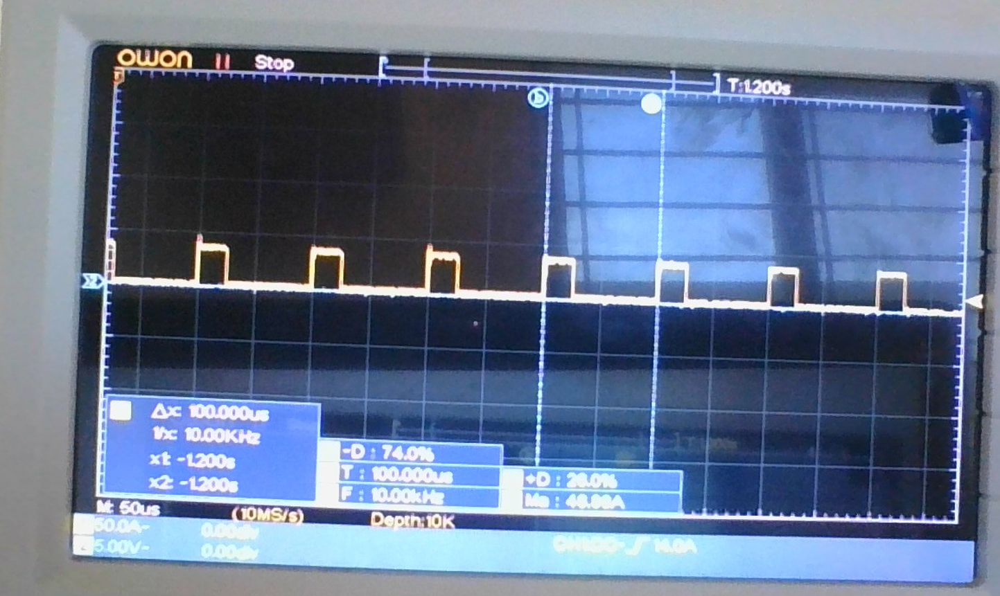 OWON Stop T:1.200s
b
2
Δx: 100.000us
1/x: 10.00KHz
x1: -1.200s
x2: -1.200s
-D : 74.0%
T : 100.000us
F : 10.00kHz
+D : 26.0%
M: 50us (10MS/s) Depth:10K
50.0A~ 0.00div
5.00V~ 0.00div